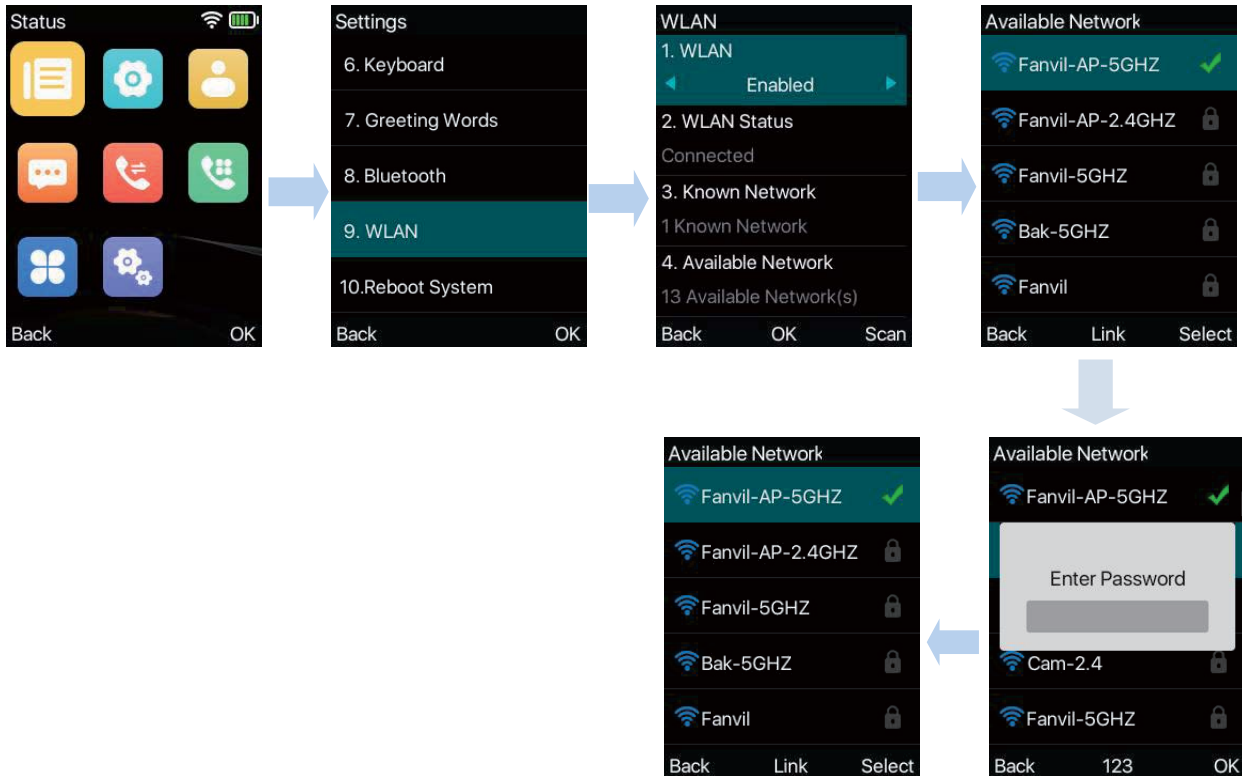 Status
Back OK
Settings
6. Keyboard
7. Greeting Words
8. Bluetooth
9. WLAN
10.Reboot System
Back OK
WLAN
1. WLAN
Enabled
2. WLAN Status
Connected
3. Known Network
1 Known Network
4. Available Network
13 Available Network(s)
Back OK Scan
Available Network
Fanvil-AP-5GHZ
Fanvil-AP-2.4GHZ
Fanvil-5GHZ
Bak-5GHZ
Fanvil
Back Link Select
Available Network
Fanvil-AP-5GHZ
Enter Password
Cam-2.4
Fanvil-5GHZ
Back 123 OK
Available Network
Fanvil-AP-5GHZ
Fanvil-AP-2.4GHZ
Fanvil-5GHZ
Bak-5GHZ
Fanvil
Back Link Select